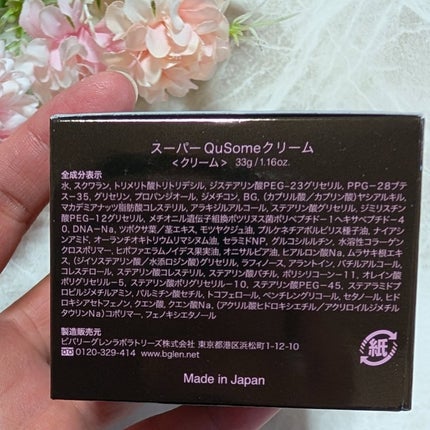 スーパー QuSomeクリーム
<クリーム> 33g / 1.16oz.
全成分表示
水、スクワラン、トリメリト酸トリトリデシル、ジステアリン酸PEG-23グリセリル、PPG-28ブテ
ス-35、グリセリン、プロパンジオール、ジメチコン、BG、(カプリル酸/カプリン酸)ヤシアルキル、
マカデミアナッツ脂肪酸コレステリル、アラキジルアルコール、ステアリン酸グリセリル、ジミリスチン
酸PEG-12グリセリル、メチオニル遺伝子組換ボツリヌス菌ポリペプチド-1ヘキサペプチド-4
0、DNA-Na、ツボクサ葉/茎エキス、モツヤクジュ油、プルケネチアボルビリス種子油、ナイアシン
アミド、オーランチオキトリウムリマシヌム油、セラミドNP、グルコシルルチン、水溶性コラーゲン
クロスポリマー、ヒポファエラムノイデス果実油、オニサルビア油、ヒアルロン酸Na、ムラサキ根エキ
ス、(ジイソステアリン酸/水添ロジン酸)グリセリル、ラフィノース、アラントイン、バチルアルコール、
コレステロール、ステアリン酸コレステリル、ステアリン酸バチル、ポリシリコーン-11、オレイン酸
ポリグリセリル-5、ステアリン酸ポリグリセリル-10、ステアリン酸PEG-45、ステアラミドプ
ロピルジメチルアミン、パルミチン酸セチル、トコフェロール、ペンチレングリコール、セタノール、ヒド
ロキシアセトフェノン、クエン酸、クエン酸Na、(アクリル酸ヒドロキシエチル/アクリロイルジメチル
タウリンNa)コポリマー、フェノキシエタノール
製造販売元
ビバリーグレンラボラトリーズ株式会社 東京都港区浜松町1-12-10
0120-329-414 www.bglen.net
紙
Made in Japan